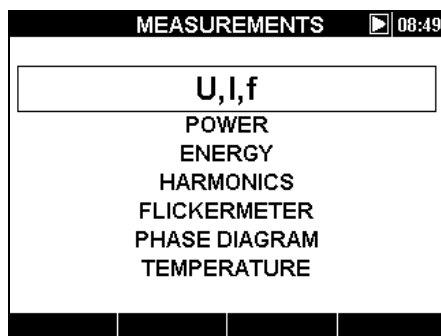 MEASUREMENTS 08:49
U,I,f
POWER
ENERGY
HARMONICS
FLICKERMETER
PHASE DIAGRAM
TEMPERATURE